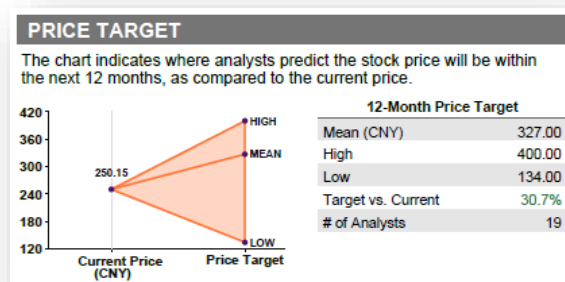 PRICE TARGET
The chart indicates where analysts predict the stock price will be within
the next 12 months, as compared to the current price.
420
360
300
240
180
120
250.15
HIGH
MEAN
LOW
Current Price
(CNY)
Price Target
12-Month Price Target
Mean (CNY) 327.00
High 400.00
Low 134.00
Target vs. Current 30.7%
# of Analysts 19